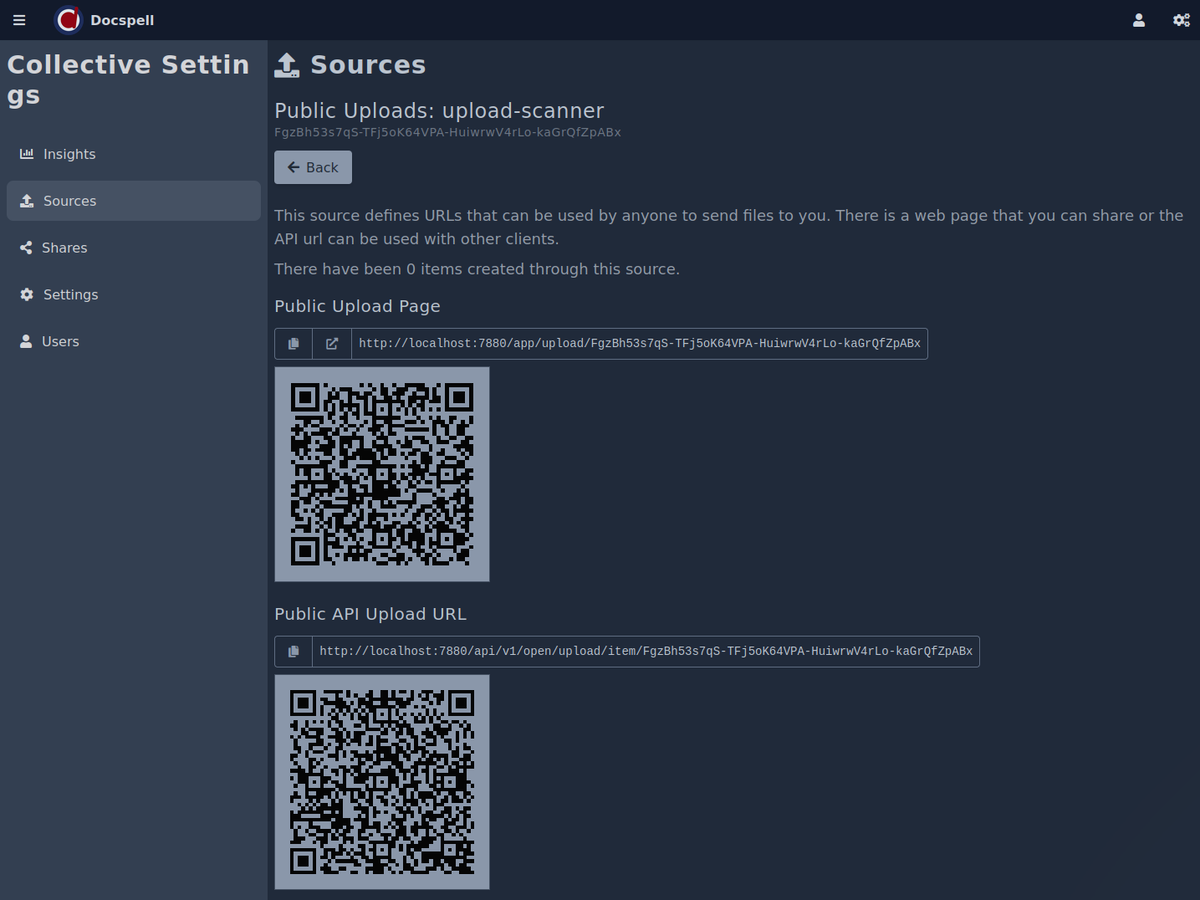 Docspell
Collective Settin
gs
Insights
Sources
Shares
Settings
Users
Sources
Public Uploads: upload-scanner
FgzBh53s7qS-TFj5oK64VPA-HuiwrwV4rLo-kaGrQfZpABx
Back
This source defines URLs that can be used by anyone to send files to you. There is a web page that you can share or the
API url can be used with other clients.
There have been 0 items created through this source.
Public Upload Page
http://localhost:7880/app/upload/FgzBh53s7qS-TFj5oK64VPA-HuiwrwV4rLo-kaGrQfZpABx
Public API Upload URL
http://localhost:7880/api/v1/open/upload/item/FgzBh53s7qS-TFj5oK64VPA-HuiwrwV4rLo-kaGrQfZpABx